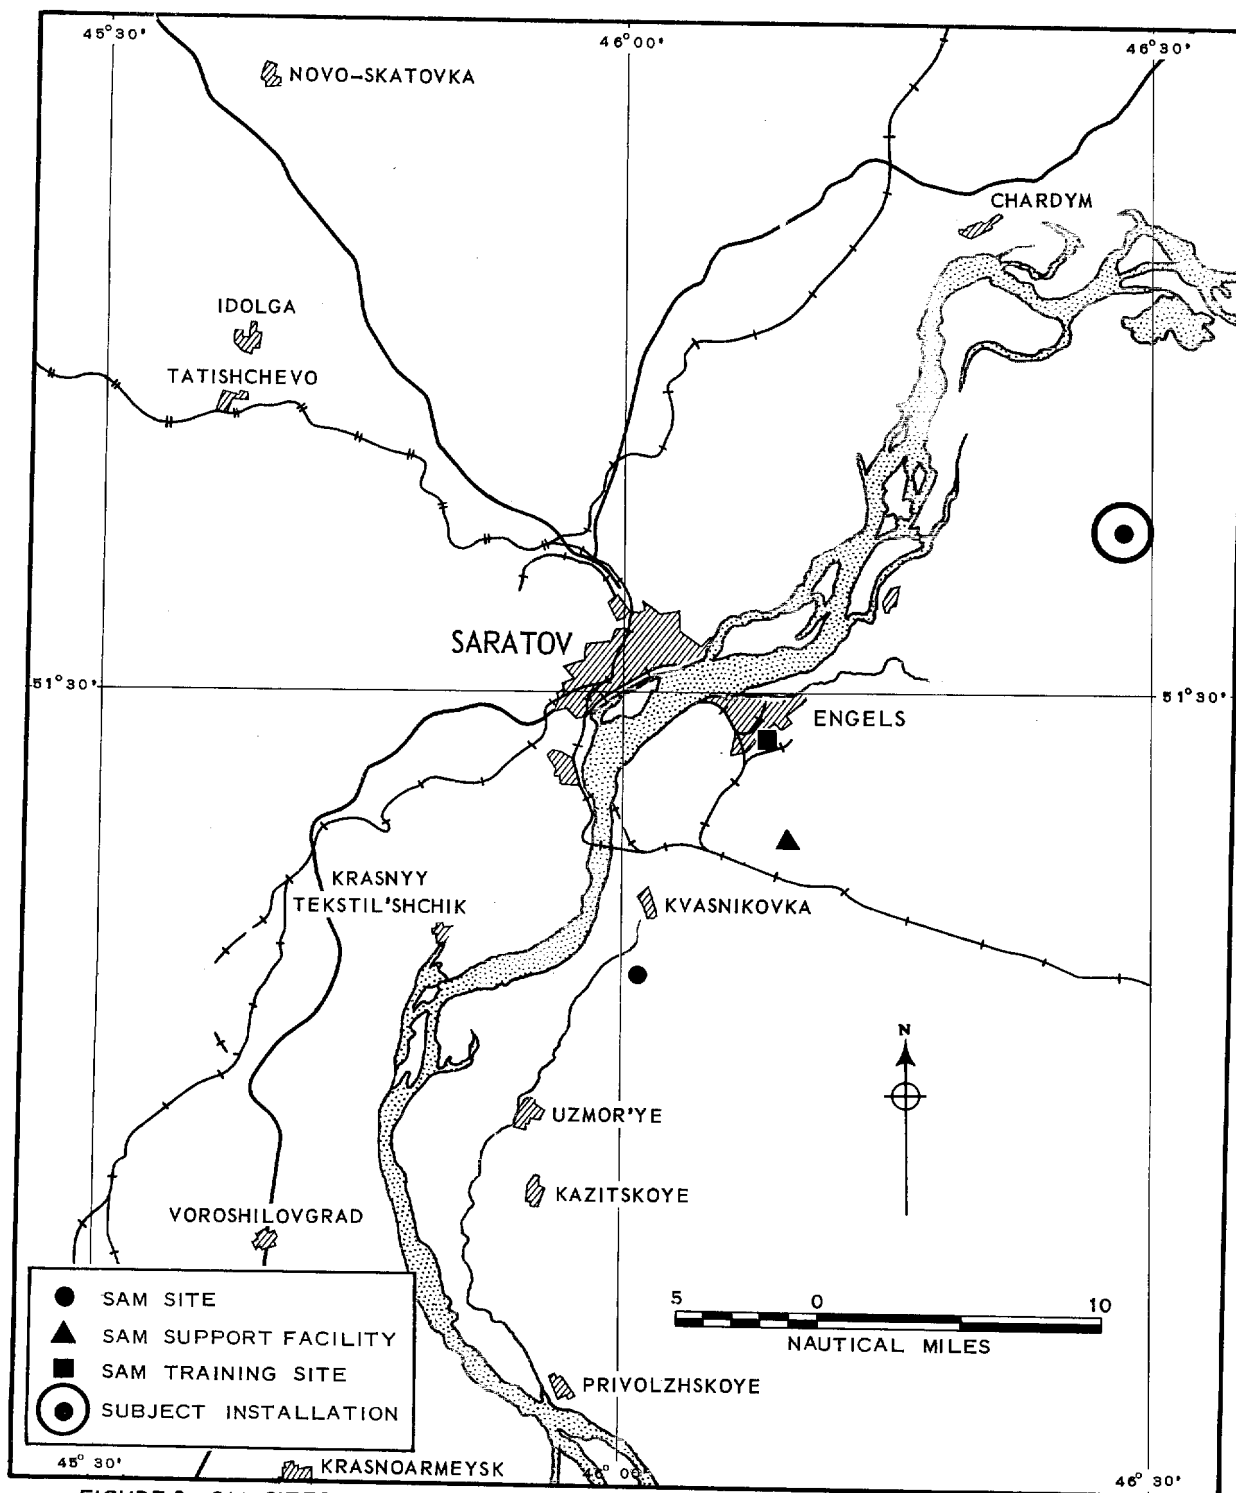 45°30'
46°00'
46°30'
NOVO-SKATOVKA
CHARDYM
IDOLGA
TATISHCHEVO
SARATOV
51°30'
51°30'
ENGELS
KRASNYY
TEKSTIL'SHCHIK
KVASNIKOVKA
N
UZMOR'YE
KAZITSKOYE
VOROSHILOVGRAD
SAM SITE
SAM SUPPORT FACILITY
SAM TRAINING SITE
SUBJECT INSTALLATION
5 0 10
NAUTICAL MILES
PRIVOLZHSKOYE
KRASNOARMEYSK
45°30'
46°00'
46°30'